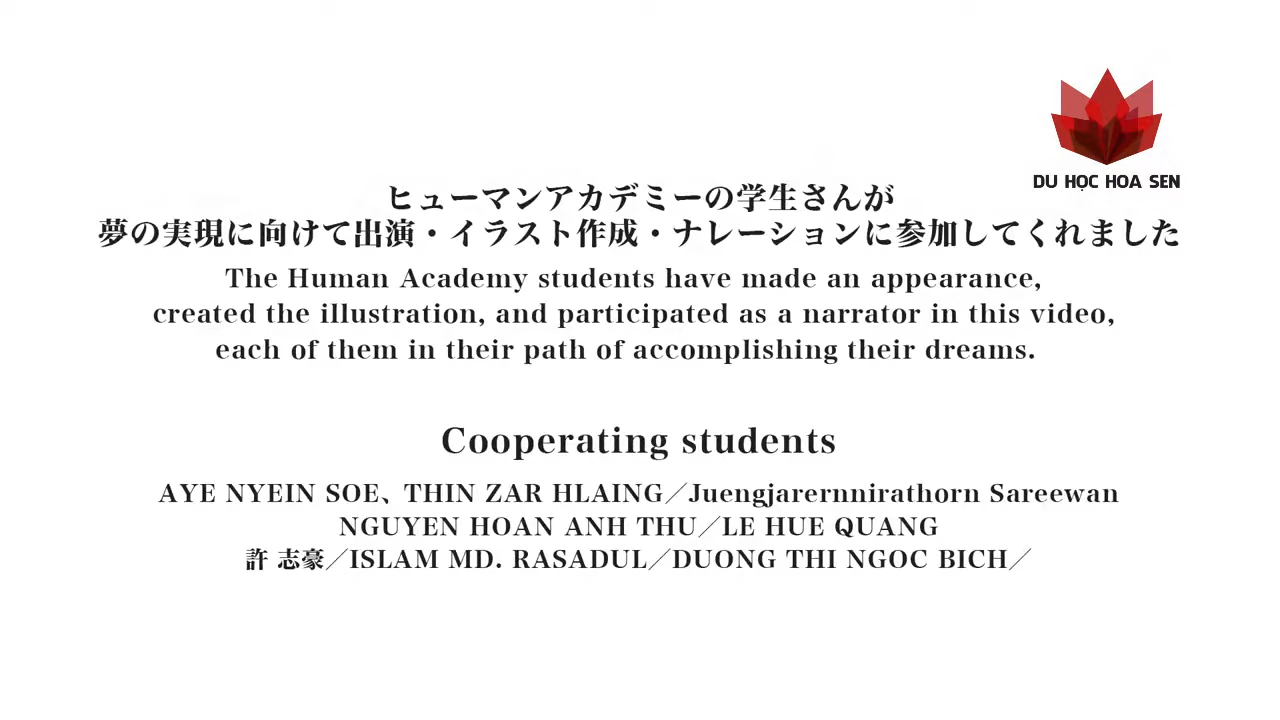 DU HỌC HOA SEN
ヒューマンアカデミーの学生さんが
夢の実現に向けて出演・イラスト作成・ナレーションに参加してくれました
The Human Academy students have made an appearance,
created the illustration, and participated as a narrator in this video,
each of them in their path of accomplishing their dreams.
Cooperating students
AYE NYEIN SOE、THIN ZAR HLAING／Juengjarernnirathorn Sareewan
NGUYEN HOAN ANH THU／LE HUE QUANG
許 志豪／ISLAM MD. RASADUL／DUONG THI NGOC BICH／